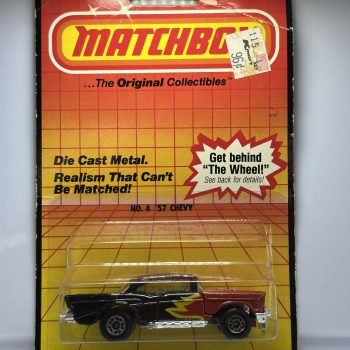 MATCHBOX
...The Original Collectibles™
Die Cast Metal.
Realism That Can't
Be Matched!
Get behind
"The Wheel!"
See back for details!
NO. 4 '57 CHEVY